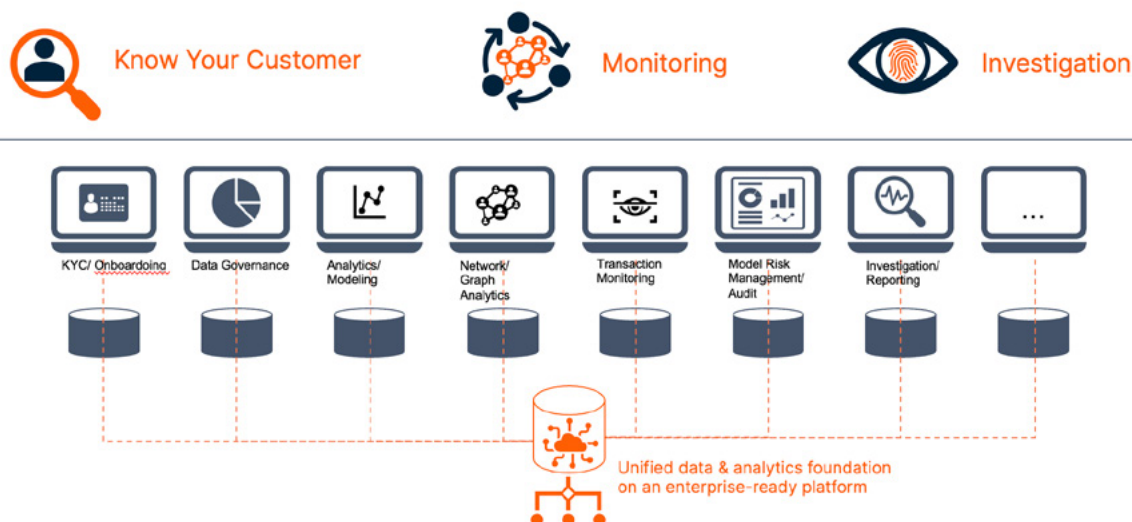 Know Your Customer
Monitoring
Investigation
...
KYC/ Onboardoing
Data Governance
Analytics/
Modeling
Network/
Graph
Analytics
Transaction
Monitoring
Model Risk
Management/
Audit
Investigation/
Reporting
Unified data & analytics foundation
on an enterprise-ready platform